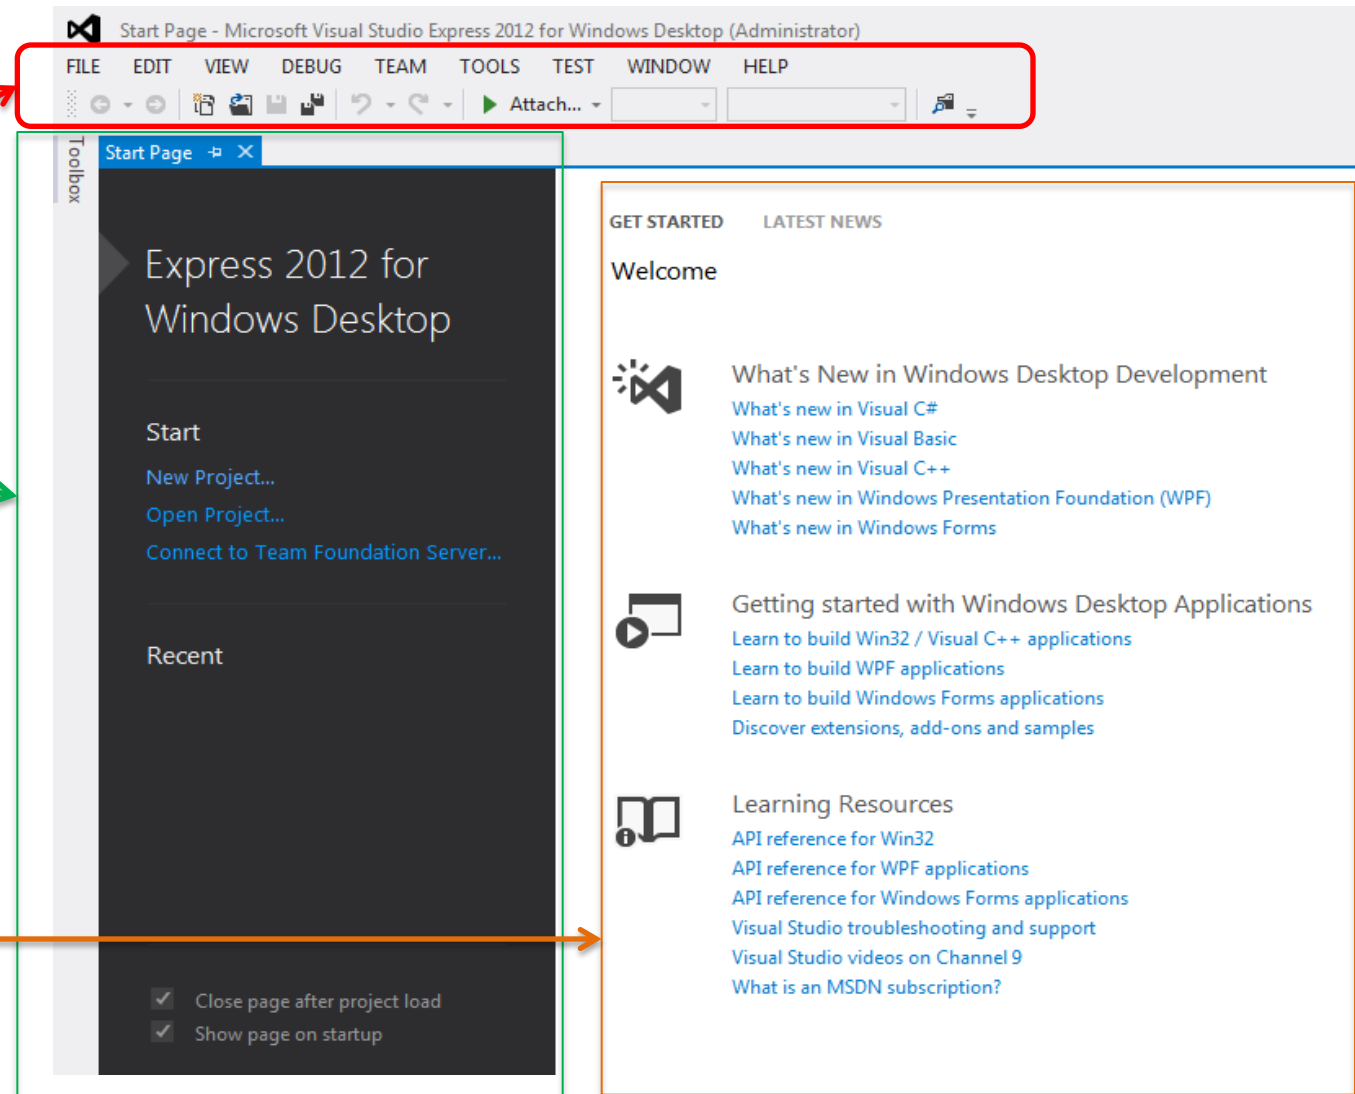 Start Page - Microsoft Visual Studio Express 2012 for Windows Desktop (Administrator)
FILE EDIT VIEW DEBUG TEAM TOOLS TEST WINDOW HELP
Attach...
Toolbox
Start Page
Express 2012 for
Windows Desktop
Start
New Project...
Open Project...
Connect to Team Foundation Server...
Recent
Close page after project load
Show page on startup
GET STARTED LATEST NEWS
Welcome
What's New in Windows Desktop Development
What's new in Visual C#
What's new in Visual Basic
What's new in Visual C++
What's new in Windows Presentation Foundation (WPF)
What's new in Windows Forms
Getting started with Windows Desktop Applications
Learn to build Win32 / Visual C++ applications
Learn to build WPF applications
Learn to build Windows Forms applications
Discover extensions, add-ons and samples
Learning Resources
API reference for Win32
API reference for WPF applications
API reference for Windows Forms applications
Visual Studio troubleshooting and support
Visual Studio videos on Channel 9
What is an MSDN subscription?